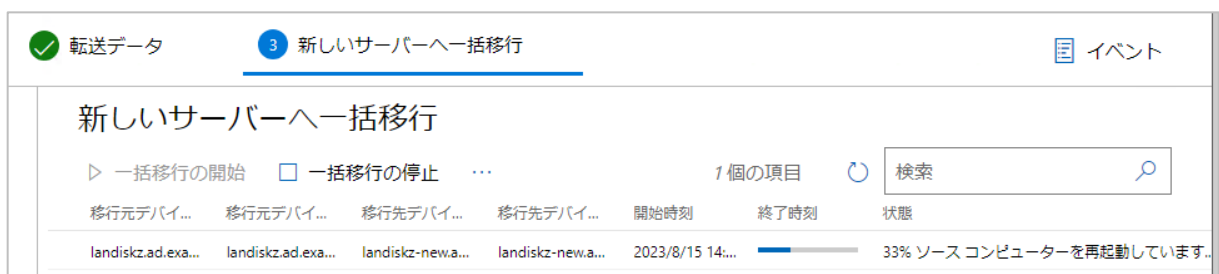 転送データ
3 新しいサーバーへ一括移行
イベント
新しいサーバーへ一括移行
一括移行の開始 一括移行の停止 ... 1 個の項目 検索
移行元デバイ... 移行元デバイ... 移行先デバイ... 移行先デバイ... 開始時刻 終了時刻 状態
landiskz.ad.exa... landiskz.ad.exa... landiskz-new.a... landiskz-new.a... 2023/8/15 14:... 33% ソース コンピューターを再起動しています...